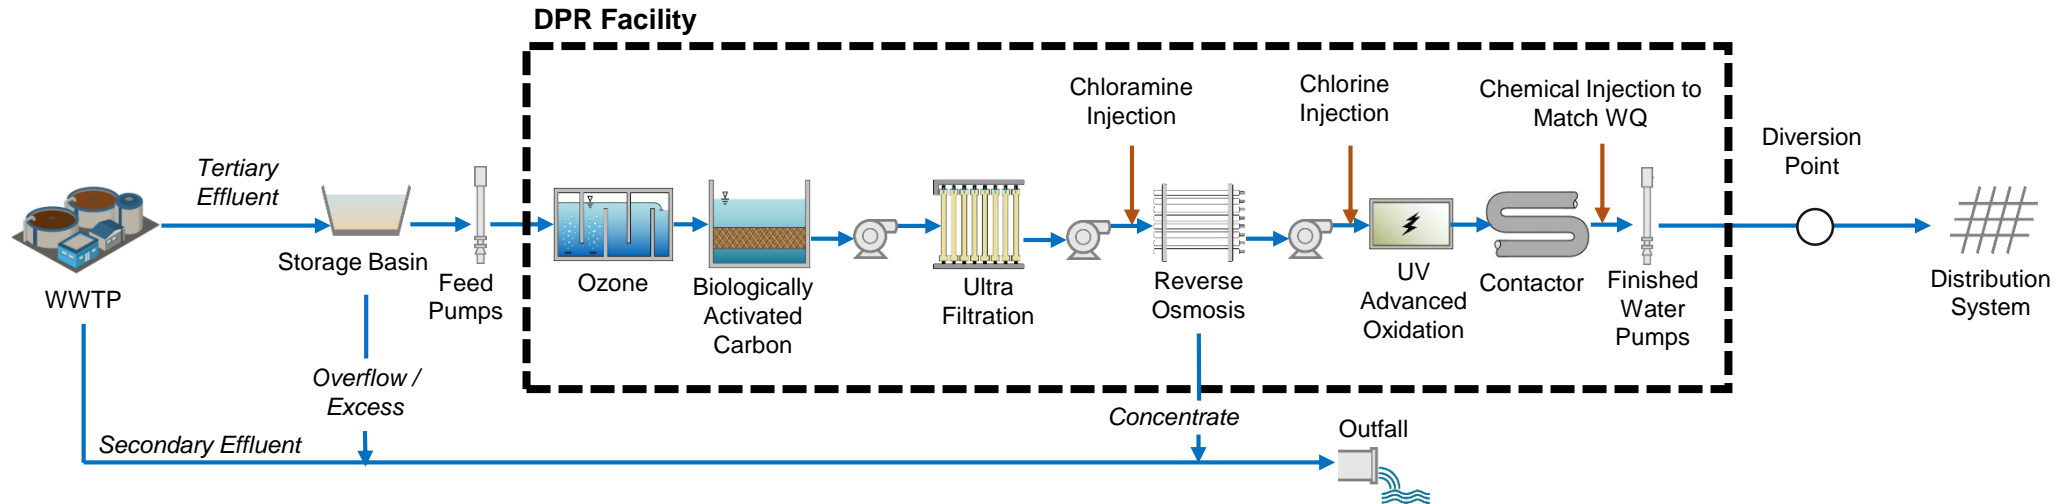 DPR Facility
Chloramine
Injection
Chlorine
Injection
Chemical Injection to
Match WQ
Diversion
Point
Tertiary
Effluent
WWTP
Storage Basin
Feed
Pumps
Ozone
Biologically
Activated
Carbon
Ultra
Filtration
Reverse
Osmosis
UV
Advanced
Oxidation
Contactor
Finished
Water
Pumps
Distribution
System
Overflow /
Excess
Concentrate
Secondary Effluent
Outfall